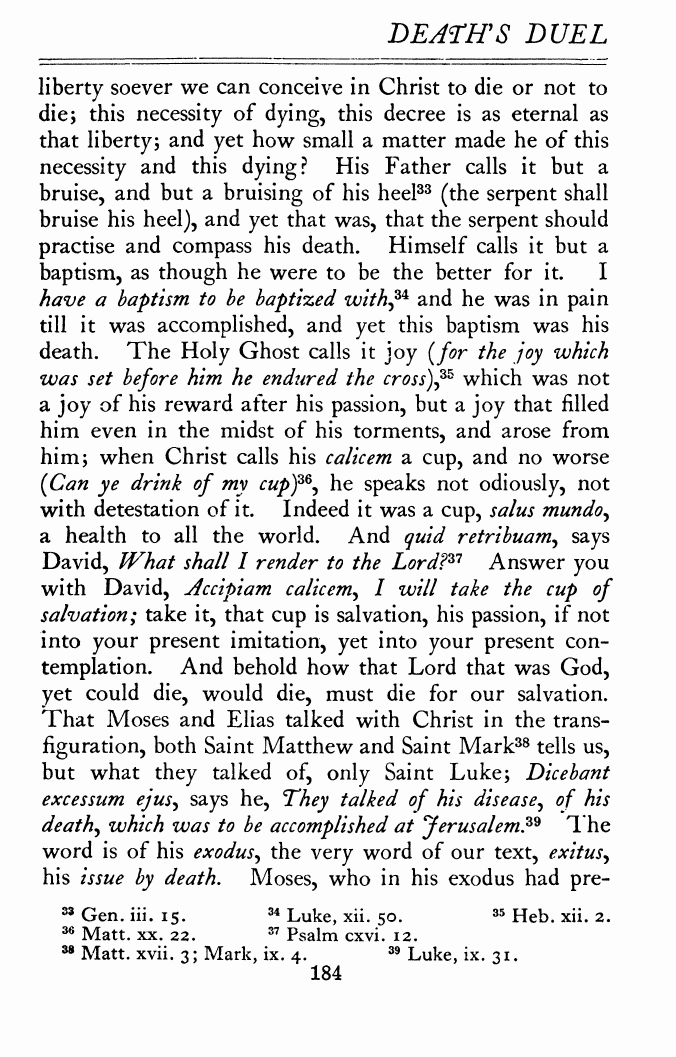 DEATH'S DUEL
liberty soever we can conceive in Christ to die or not to
die; this necessity of dying, this decree is as eternal as
that liberty; and yet how small a matter made he of this
necessity and this dying? His Father calls it but a
bruise, and but a bruising of his heel³³ (the serpent shall
bruise his heel), and yet that was, that the serpent should
practise and compass his death. Himself calls it but a
baptism, as though he were to be the better for it. I
have a baptism to be baptized with,³⁴ and he was in pain
till it was accomplished, and yet this baptism was his
death. The Holy Ghost calls it joy (for the joy which
was set before him he endured the cross),³⁵ which was not
a joy of his reward after his passion, but a joy that filled
him even in the midst of his torments, and arose from
him; when Christ calls his calicem a cup, and no worse
(Can ye drink of my cup)³⁶, he speaks not odiously, not
with detestation of it. Indeed it was a cup, salus mundo,
a health to all the world. And quid retribuam, says
David, What shall I render to the Lord?³⁷ Answer you
with David, Accipiam calicem, I will take the cup of
salvation; take it, that cup is salvation, his passion, if not
into your present imitation, yet into your present con-
templation. And behold how that Lord that was God,
yet could die, would die, must die for our salvation.
That Moses and Elias talked with Christ in the trans-
figuration, both Saint Matthew and Saint Mark³⁸ tells us,
but what they talked of, only Saint Luke; Dicebant
excessum ejus, says he, They talked of his disease, of his
death, which was to be accomplished at Jerusalem.³⁹ The
word is of his exodus, the very word of our text, exitus,
his issue by death. Moses, who in his exodus had pre-
³³ Gen. iii. 15. ³⁴ Luke, xii. 50. ³⁵ Heb. xii. 2.
³⁶ Matt. xx. 22. ³⁷ Psalm cxvi. 12.
³⁸ Matt. xvii. 3; Mark, ix. 4. ³⁹ Luke, ix. 31.
184